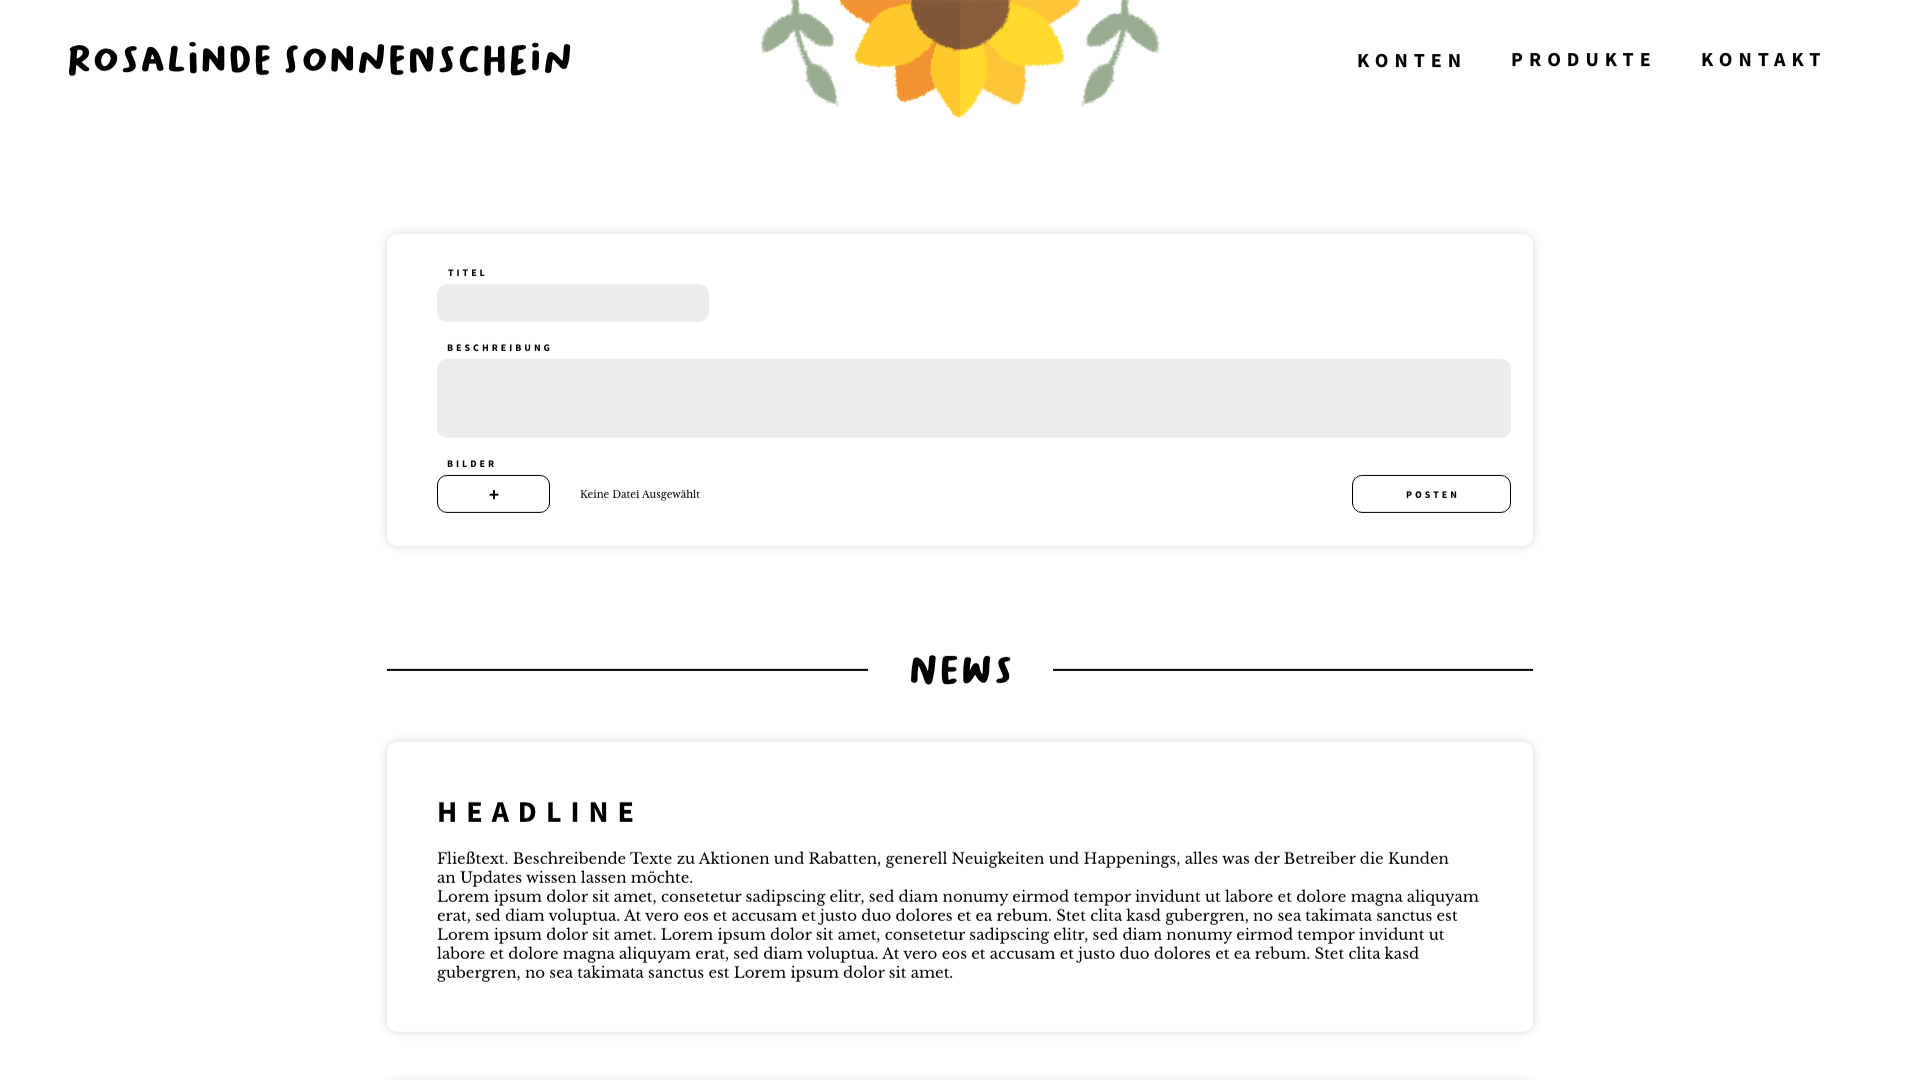 ROSALiNDE SONNENSCHEiN
KONTEN PRODUKTE KONTAKT
TITEL
BESCHREIBUNG
BILDER
+ Keine Datei Ausgewählt POSTEN
NEWS
HEADLINE
Fließtext. Beschreibende Texte zu Aktionen und Rabatten, generell Neuigkeiten und Happenings, alles was der Betreiber die Kunden
an Updates wissen lassen möchte.
Lorem ipsum dolor sit amet, consetetur sadipscing elitr, sed diam nonumy eirmod tempor invidunt ut labore et dolore magna aliquyam
erat, sed diam voluptua. At vero eos et accusam et justo duo dolores et ea rebum. Stet clita kasd gubergren, no sea takimata sanctus est
Lorem ipsum dolor sit amet. Lorem ipsum dolor sit amet, consetetur sadipscing elitr, sed diam nonumy eirmod tempor invidunt ut
labore et dolore magna aliquyam erat, sed diam voluptua. At vero eos et accusam et justo duo dolores et ea rebum. Stet clita kasd
gubergren, no sea takimata sanctus est Lorem ipsum dolor sit amet.